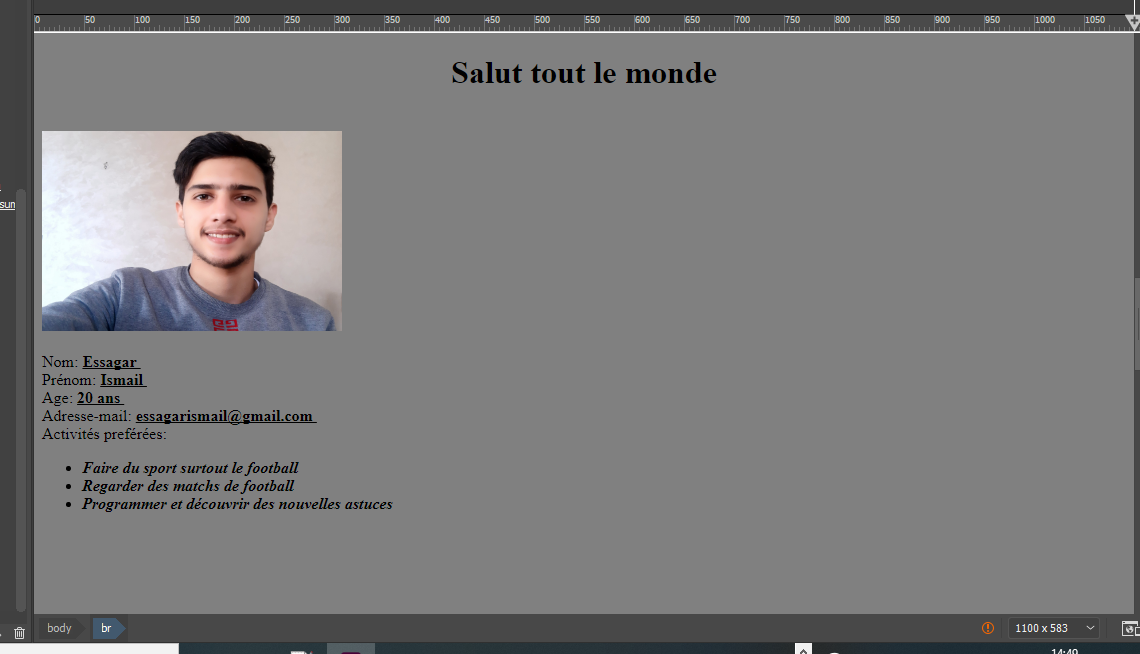 0 50 100 150 200 250 300 350 400 450 500 550 600 650 700 750 800 850 900 950 1000 1050
Salut tout le monde
Nom: Essagar
Prénom: Ismail
Age: 20 ans
Adresse-mail: essagarismail@gmail.com
Activités preférées:
Faire du sport surtout le football
Regarder des matchs de football
Programmer et découvrir des nouvelles astuces
body br 1100 x 583